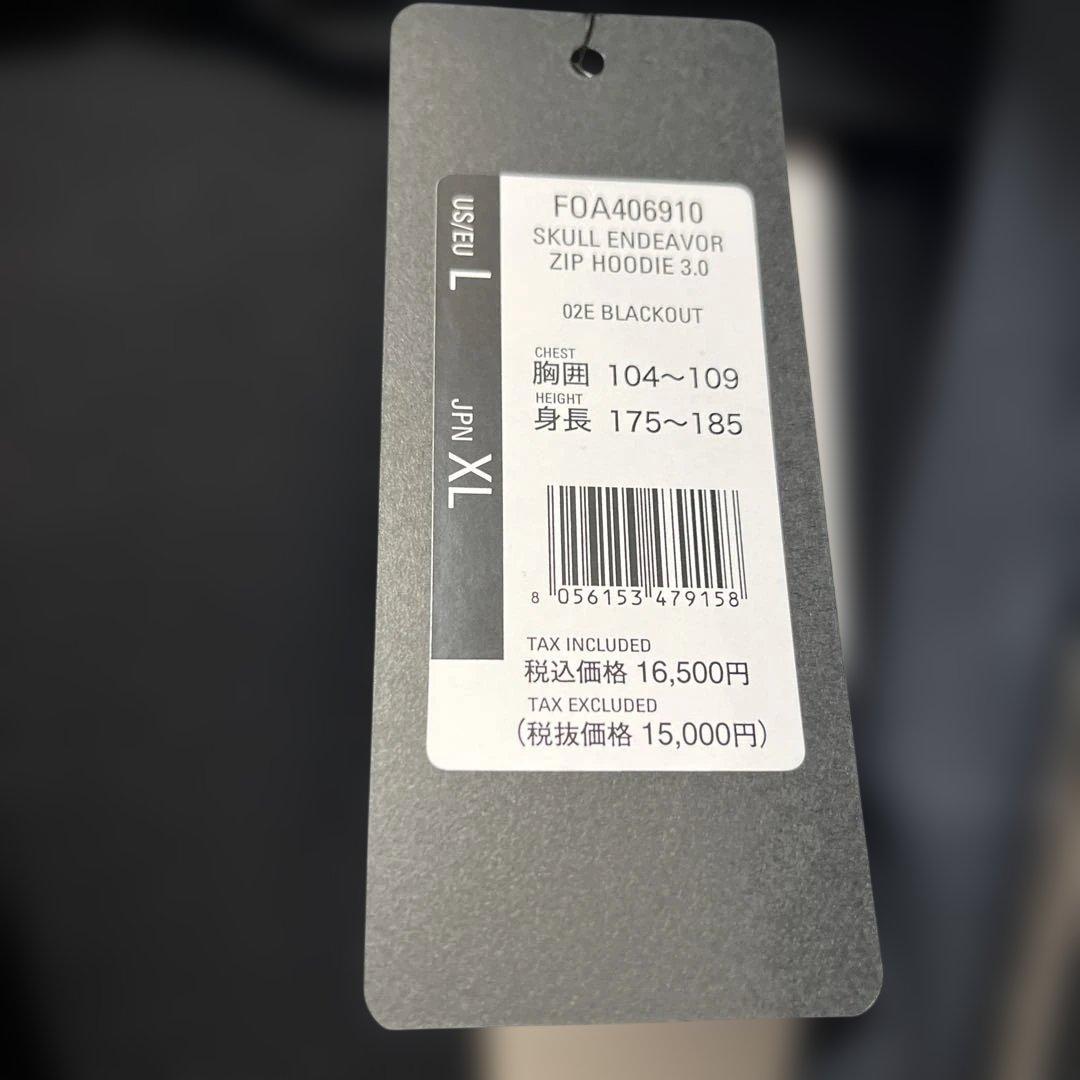 US/EU L
JPN XL
FOA406910
SKULL ENDEAVOR
ZIP HOODIE 3.0
02E BLACKOUT
CHEST
胸囲 104~109
HEIGHT
身長 175~185
8 056153 479158
TAX INCLUDED
税込価格 16,500円
TAX EXCLUDED
(税抜価格 15,000円)